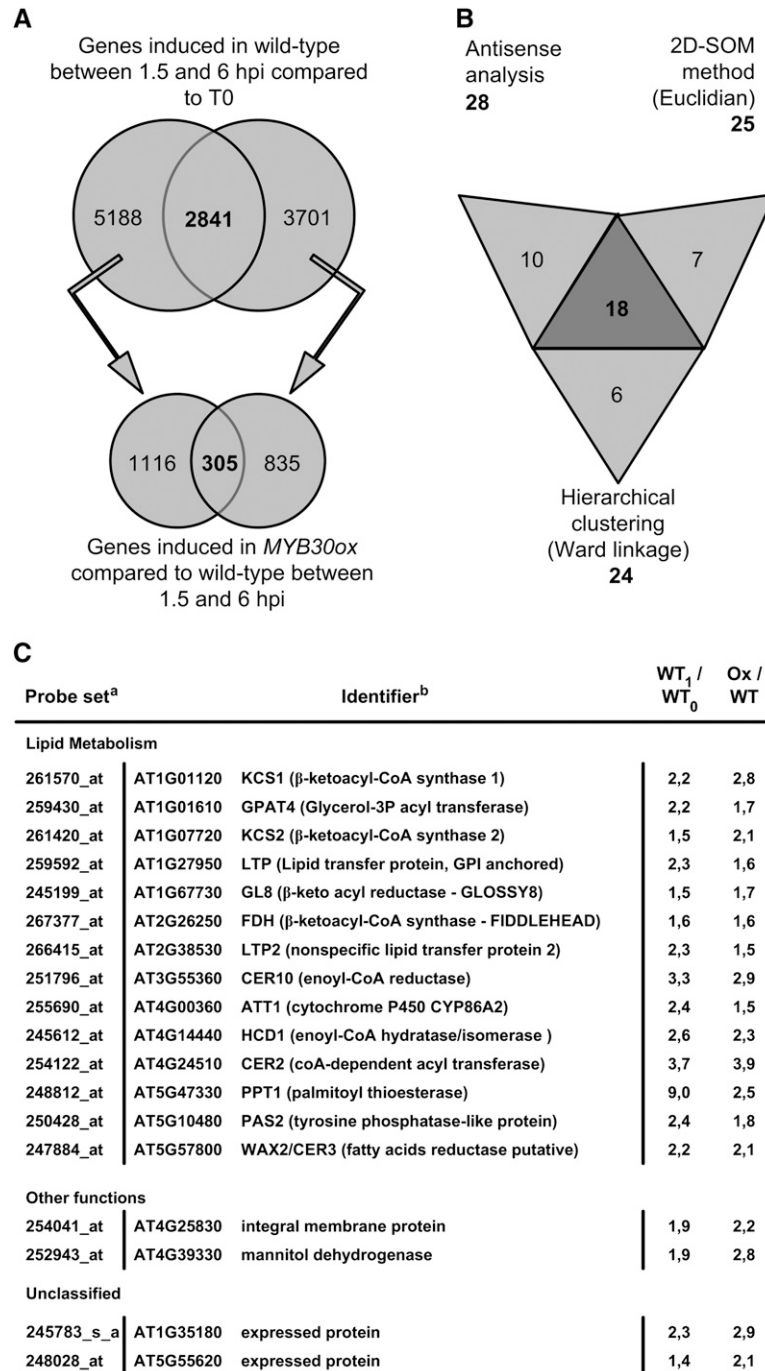 A
Genes induced in wild-type
between 1.5 and 6 hpi compared
to T0
5188 2841 3701
1116 305 835
Genes induced in MYB30ox
compared to wild-type between
1.5 and 6 hpi
B
Antisense
analysis
28
2D-SOM
method
(Euclidian)
25
10 7
18
6
Hierarchical
clustering
(Ward linkage)
24
C
Probe set^a Identifier^b WT1 / WT0 Ox / WT
Lipid Metabolism
261570_at AT1G01120 KCS1 (β-ketoacyl-CoA synthase 1) 2,2 2,8
259430_at AT1G01610 GPAT4 (Glycerol-3P acyl transferase) 2,2 1,7
261420_at AT1G07720 KCS2 (β-ketoacyl-CoA synthase 2) 1,5 2,1
259592_at AT1G27950 LTP (Lipid transfer protein, GPI anchored) 2,3 1,6
245199_at AT1G67730 GL8 (β-keto acyl reductase - GLOSSY8) 1,5 1,7
267377_at AT2G26250 FDH (β-ketoacyl-CoA synthase - FIDDLEHEAD) 1,6 1,6
266415_at AT2G38530 LTP2 (nonspecific lipid transfer protein 2) 2,3 1,5
251796_at AT3G55360 CER10 (enoyl-CoA reductase) 3,3 2,9
255690_at AT4G00360 ATT1 (cytochrome P450 CYP86A2) 2,4 1,5
245612_at AT4G14440 HCD1 (enoyl-CoA hydratase/isomerase ) 2,6 2,3
254122_at AT4G24510 CER2 (coA-dependent acyl transferase) 3,7 3,9
248812_at AT5G47330 PPT1 (palmitoyl thioesterase) 9,0 2,5
250428_at AT5G10480 PAS2 (tyrosine phosphatase-like protein) 2,4 1,8
247884_at AT5G57800 WAX2/CER3 (fatty acids reductase putative) 2,2 2,1
Other functions
254041_at AT4G25830 integral membrane protein 1,9 2,2
252943_at AT4G39330 mannitol dehydrogenase 1,9 2,8
Unclassified
245783_s_a AT1G35180 expressed protein 2,3 2,9
248028_at AT5G55620 expressed protein 1,4 2,1